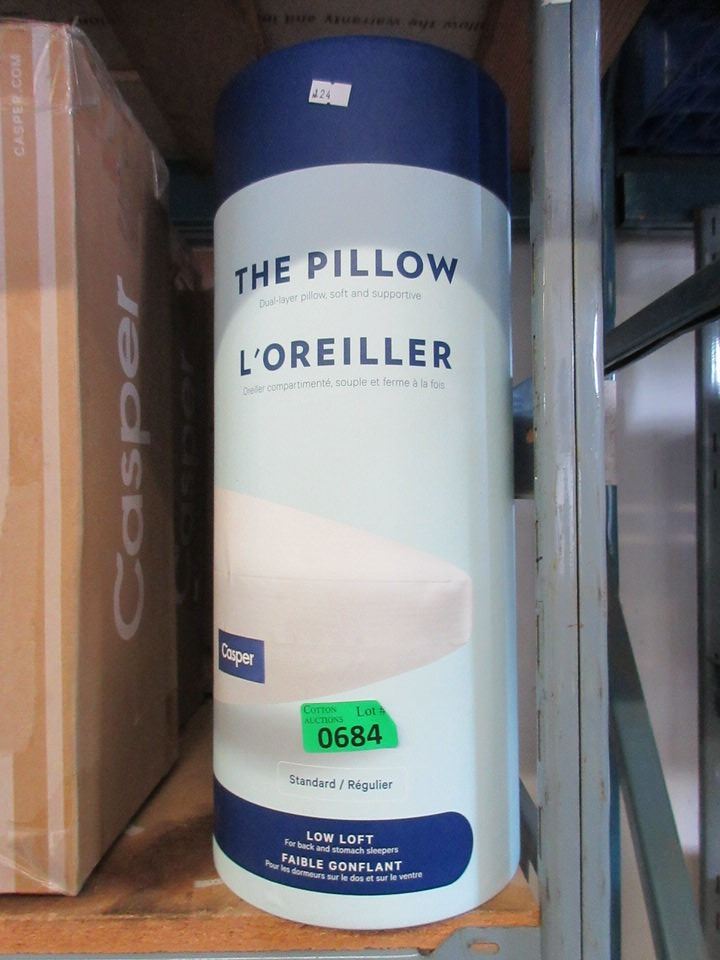 CASPER.COM
Casper
124
THE PILLOW
Dual-layer pillow, soft and supportive
L'OREILLER
Oreiller compartimenté, souple et ferme à la fois
Casper
COTTON AUCTIONS Lot #
0684
Standard / Régulier
LOW LOFT
For back and stomach sleepers
FAIBLE GONFLANT
Pour les dormeurs sur le dos et sur le ventre